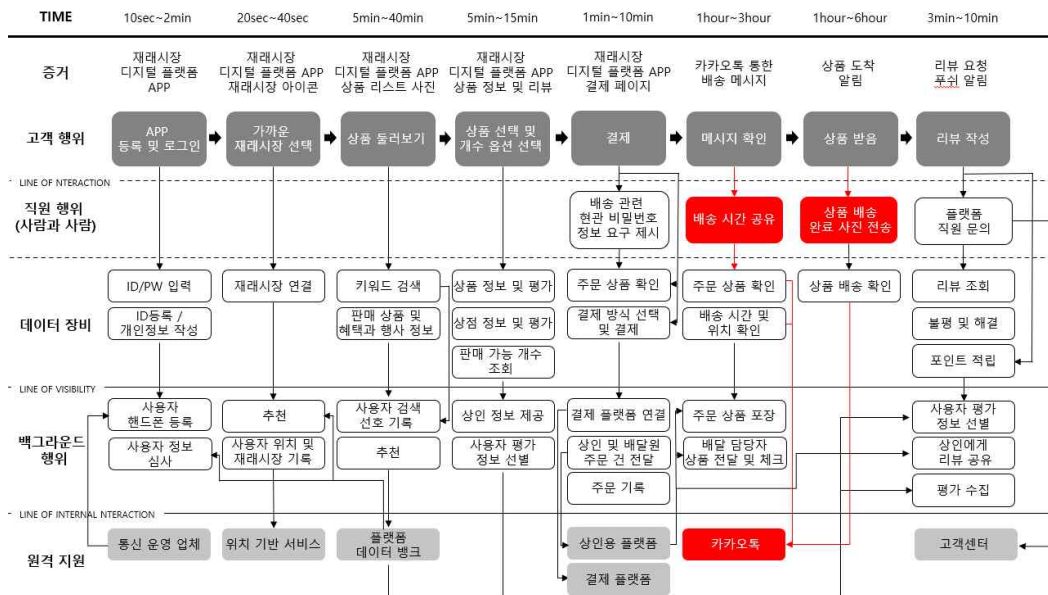 TIME
10sec~2min
20sec~40sec
5min~40min
5min~15min
1min~10min
1hour~3hour
1hour~6hour
3min~10min
증거
재래시장
디지털 플랫폼
APP
재래시장
디지털 플랫폼 APP
재래시장 아이콘
재래시장
디지털 플랫폼 APP
상품 리스트 사진
재래시장
디지털 플랫폼 APP
상품 정보 및 리뷰
재래시장
디지털 플랫폼 APP
결제 페이지
카카오톡 통한
배송 메시지
상품 도착
알림
리뷰 요청
푸쉬 알림
고객 행위
APP
등록 및 로그인
가까운
재래시장 선택
상품 둘러보기
상품 선택 및
개수 옵션 선택
결제
메시지 확인
상품 받음
리뷰 작성
LINE OF NTERACTION
직원 행위
(사람과 사람)
배송 관련
현관 비밀번호
정보 요구 제시
배송 시간 공유
상품 배송
완료 사진 전송
플랫폼
직원 문의
데이터 장비
ID/PW 입력
ID등록 /
개인정보 작성
재래시장 연결
키워드 검색
판매 상품 및
혜택과 행사 정보
상품 정보 및 평가
상점 정보 및 평가
판매 가능 개수
조회
주문 상품 확인
결제 방식 선택
및 결제
주문 상품 확인
배송 시간 및
위치 확인
상품 배송 확인
리뷰 조회
불평 및 해결
포인트 적립
LINE OF VISIBILITY
백그라운드
행위
사용자
핸드폰 등록
사용자 정보
심사
추천
사용자 위치 및
재래시장 기록
사용자 검색
선호 기록
추천
상인 정보 제공
사용자 평가
정보 선별
결제 플랫폼 연결
상인 및 배달원
주문 건 전달
주문 기록
주문 상품 포장
배달 담당자
상품 전달 및 체크
사용자 평가
정보 선별
상인에게
리뷰 공유
평가 수집
LINE OF INTERNAL NTERACTION
원격 지원
통신 운영 업체
위치 기반 서비스
플랫폼
데이터 뱅크
상인용 플랫폼
결제 플랫폼
카카오톡
고객센터